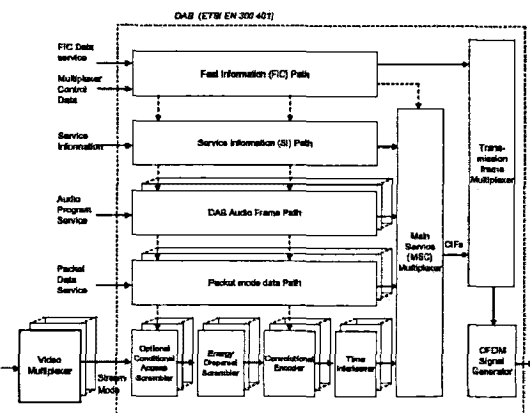 DAB (ETSI EN 300 401)
FIC Data
service
Multiplexer
Control
Data
Fast Information (FIC) Path
Service
Information
Service Information (SI) Path
Audio
Program
Service
DAB Audio Frame Path
Packet
Data
Service
Packet mode data Path
Main
Service
(MSC)
Multiplexer
CIFs
Trans-
mission
frame
Multiplexer
Video
Multiplexer
Stream
Mode
Optional
Conditional
Access
Scrambler
Energy
Dispersal
Scrambler
Convolutional
Encoder
Time
Interleaver
OFDM
Signal
Generator